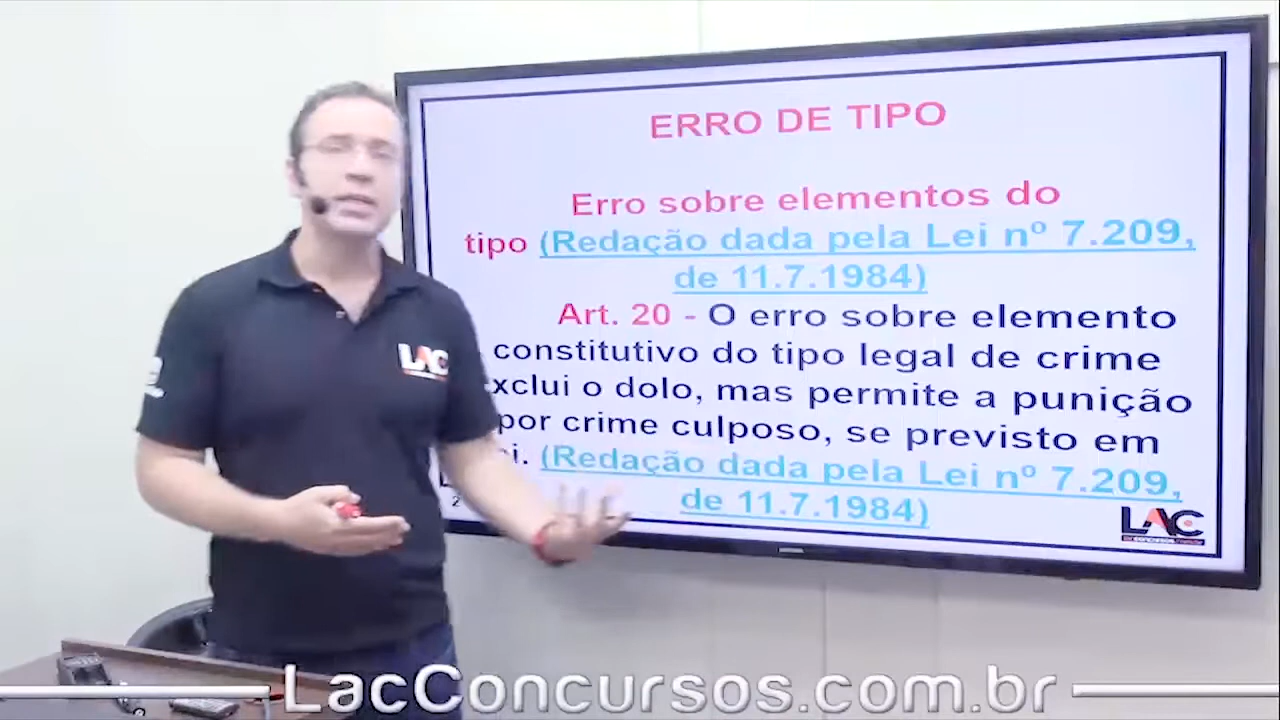 ERRO DE TIPO
Erro sobre elementos do
tipo (Redação dada pela Lei nº 7.209,
de 11.7.1984)
Art. 20 - O erro sobre elemento
constitutivo do tipo legal de crime
xclui o dolo, mas permite a punição
por crime culposo, se previsto em
i. (Redação dada pela Lei nº 7.209,
de 11.7.1984)
LAC
LAC
LacConcursos.com.br